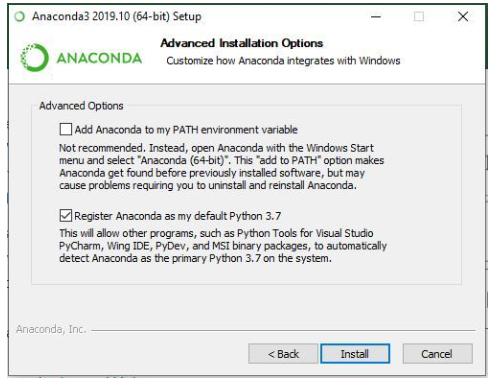 Anaconda3 2019.10 (64-bit) Setup
ANACONDA
Advanced Installation Options
Customize how Anaconda integrates with Windows
Advanced Options
Add Anaconda to my PATH environment variable
Not recommended. Instead, open Anaconda with the Windows Start
menu and select "Anaconda (64-bit)". This "add to PATH" option makes
Anaconda get found before previously installed software, but may
cause problems requiring you to uninstall and reinstall Anaconda.
Register Anaconda as my default Python 3.7
This will allow other programs, such as Python Tools for Visual Studio
PyCharm, Wing IDE, PyDev, and MSI binary packages, to automatically
detect Anaconda as the primary Python 3.7 on the system.
Anaconda, Inc.
< Back Install Cancel